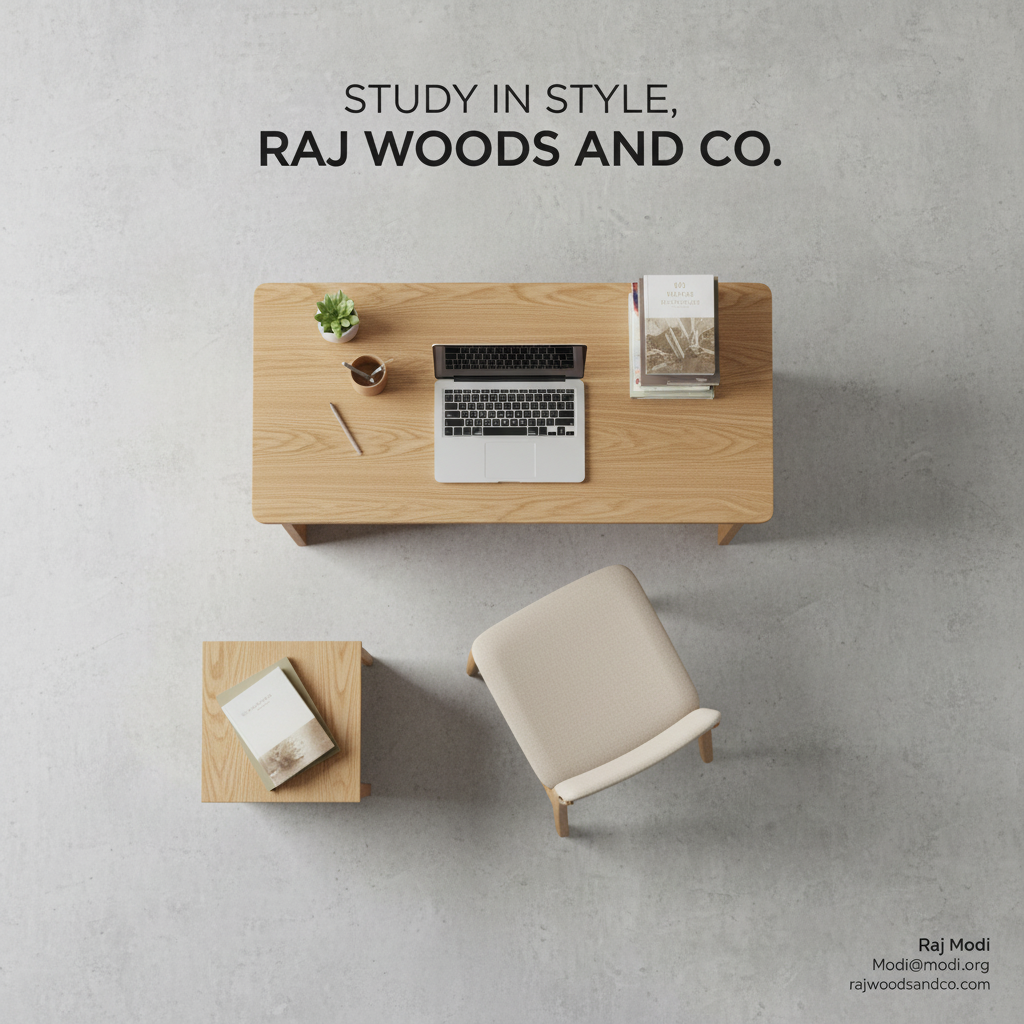 STUDY IN STYLE,
RAJ WOODS AND CO.
Raj Modi
Modi@modi.org
rajwoodsandco.com